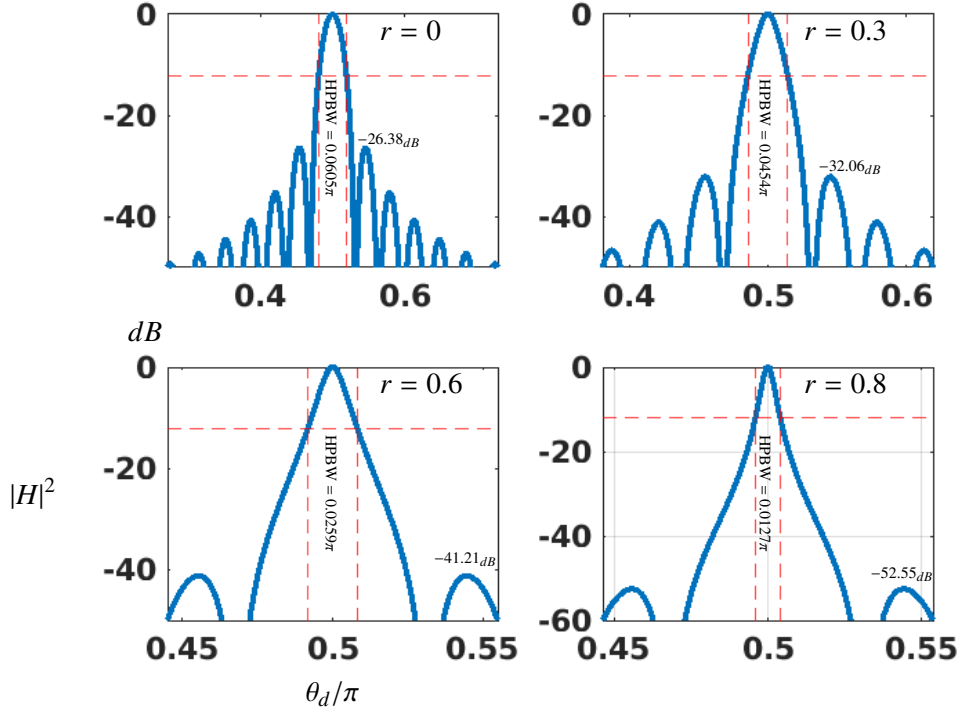 0
-20
-40
r = 0
HPBW = 0.0605π
−26.38dB
0.4
0.6
0
-20
-40
r = 0.3
HPBW = 0.0454π
−32.06dB
0.4
0.5
0.6
dB
0
-20
-40
r = 0.6
HPBW = 0.0259π
−41.21dB
0.45
0.5
0.55
0
-20
-40
-60
r = 0.8
HPBW = 0.0127π
−52.55dB
0.45
0.5
0.55
|H|²
θ_d/π